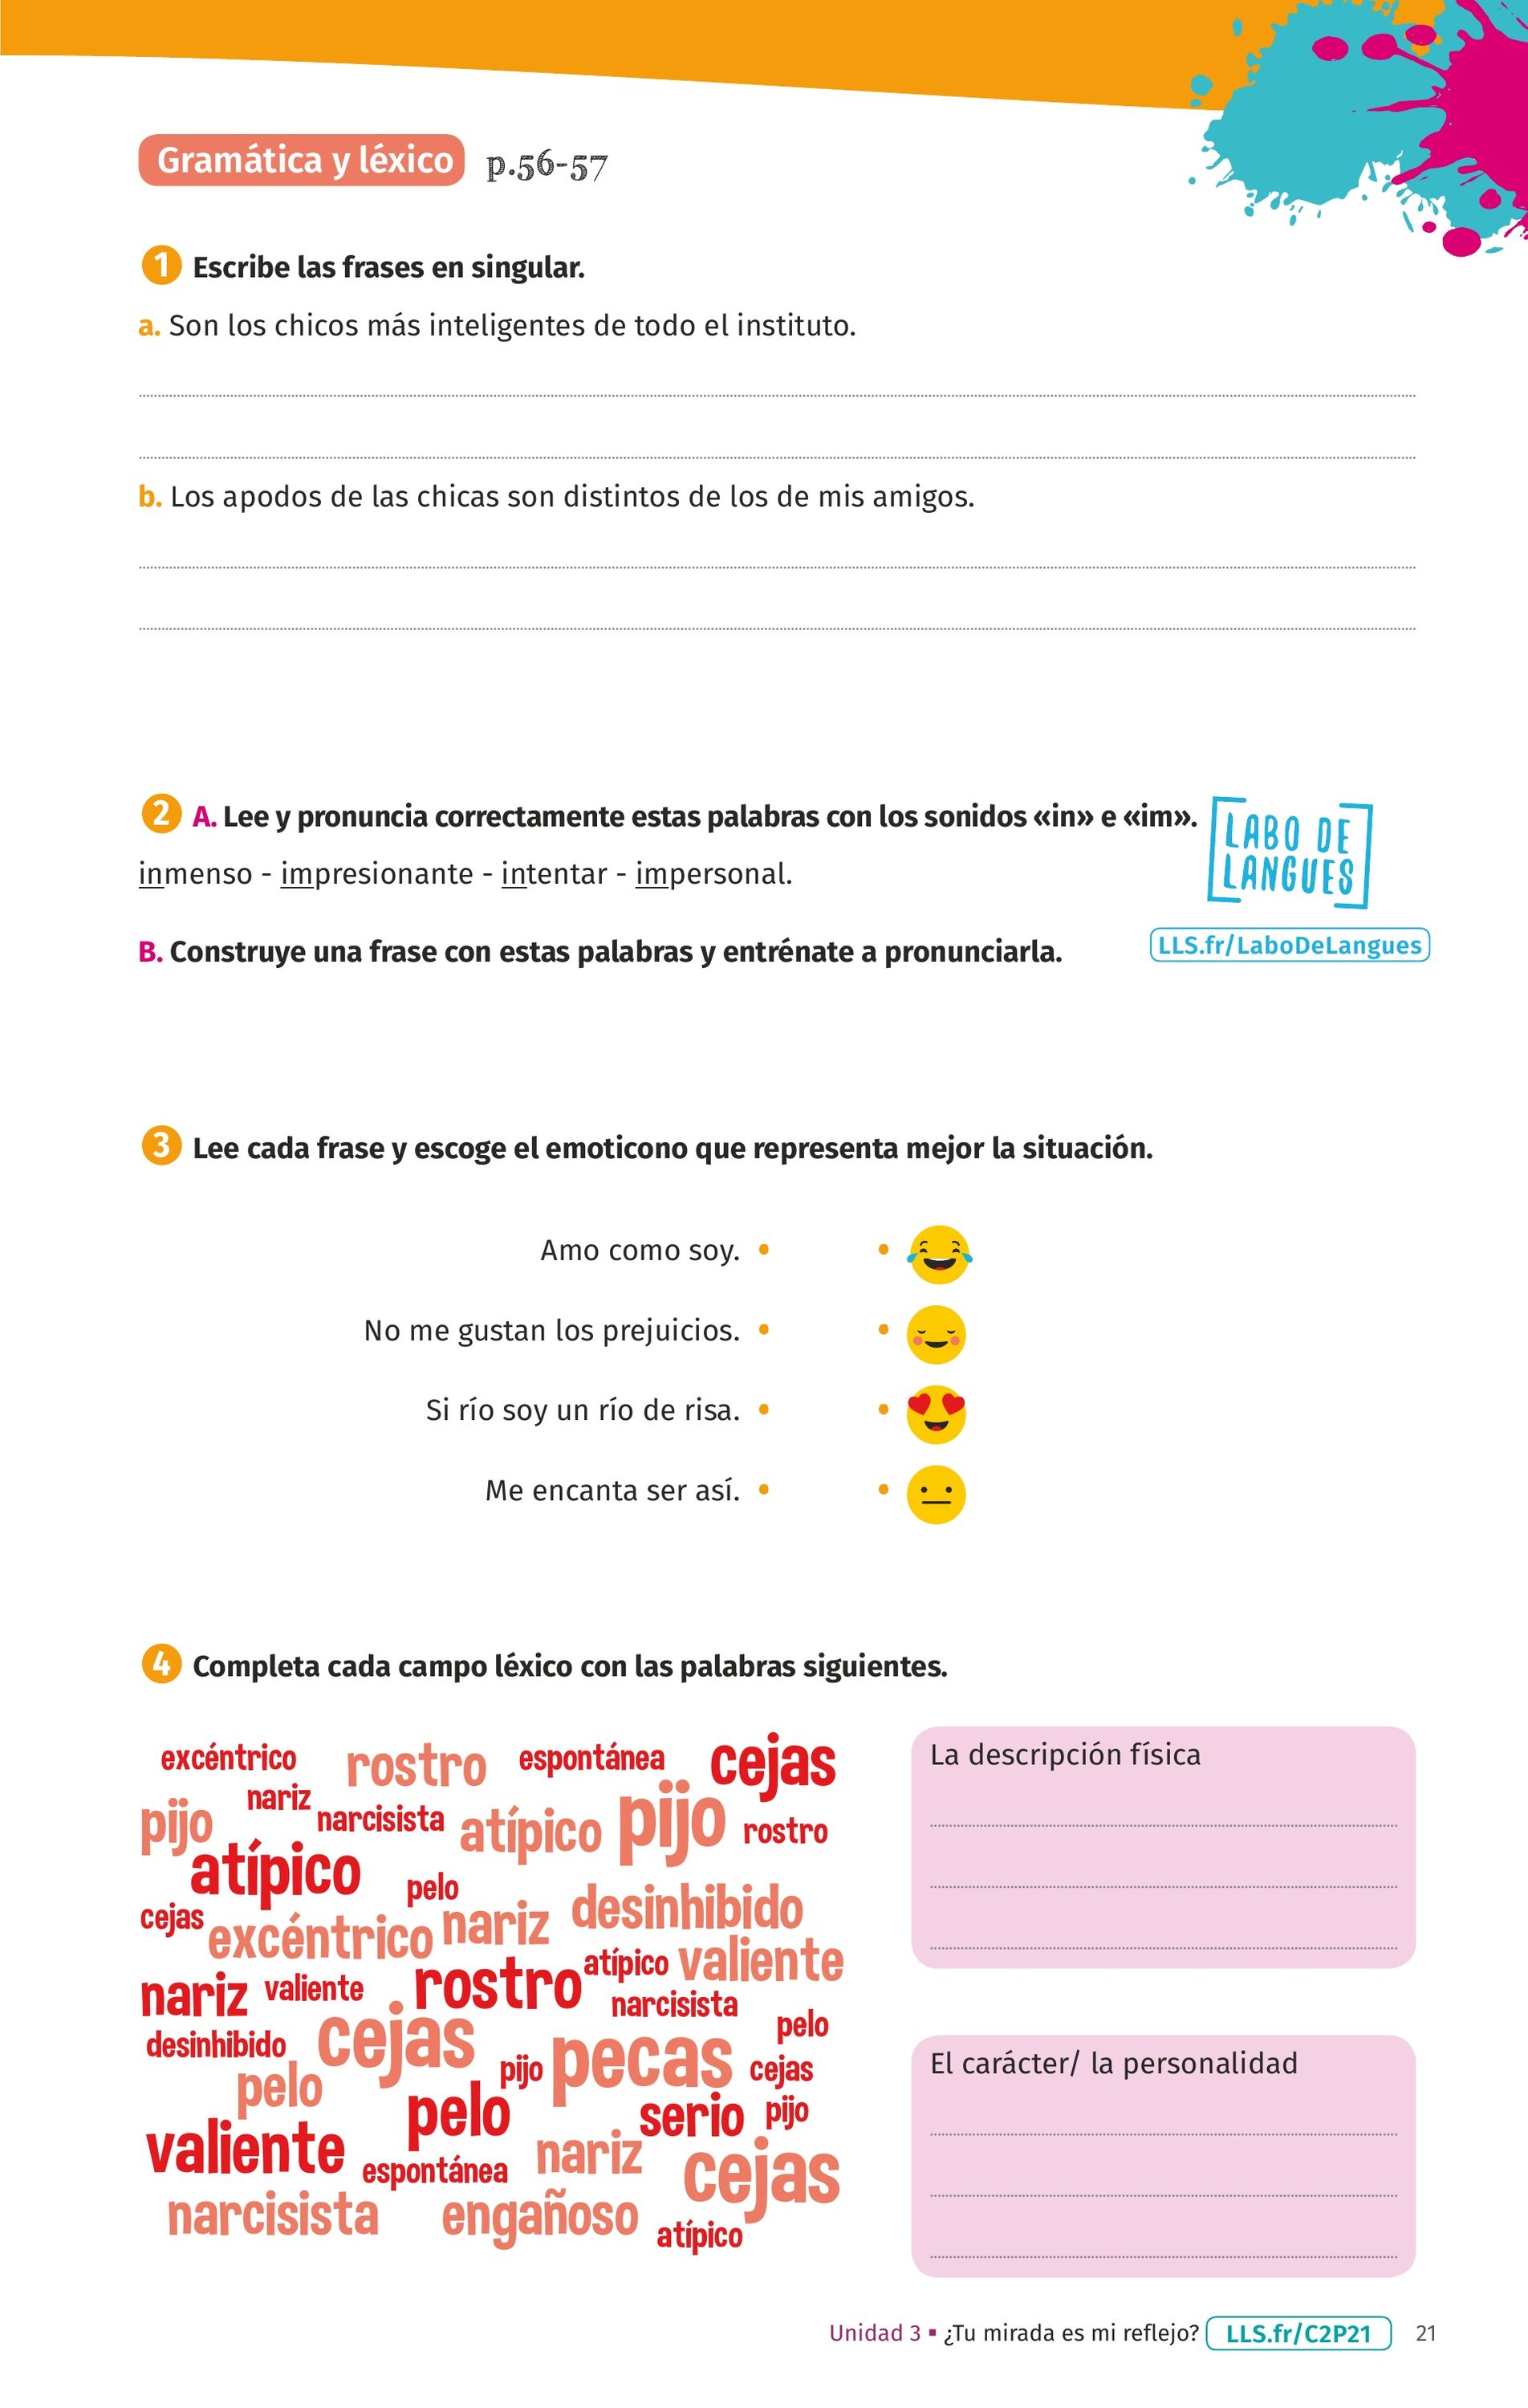 Gramática y léxico p.56-57
1 Escribe las frases en singular.
a. Son los chicos más inteligentes de todo el instituto.
b. Los apodos de las chicas son distintos de los de mis amigos.
2 A. Lee y pronuncia correctamente estas palabras con los sonidos «in» e «im».
inmenso - impresionante - intentar - impersonal.
LABO DE
LANGUES
B. Construye una frase con estas palabras y entrénate a pronunciarla.
LLS.fr/LaboDeLangues
3 Lee cada frase y escoge el emoticono que representa mejor la situación.
Amo como soy.
No me gustan los prejuicios.
Si río soy un río de risa.
Me encanta ser así.
4 Completa cada campo léxico con las palabras siguientes.
excéntrico rostro espontánea cejas
pijo nariz narcisista atípico pijo rostro
atípico pelo
cejas excéntrico nariz desinhibido
nariz valiente rostro atípico valiente
narcisista
desinhibido cejas pelo
pijo pecas cejas
pelo pelo serio pijo
valiente espontánea nariz cejas
narcisista engañoso atípico
La descripción física
El carácter/ la personalidad
Unidad 3 ▪ ¿Tu mirada es mi reflejo? LLS.fr/C2P21 21